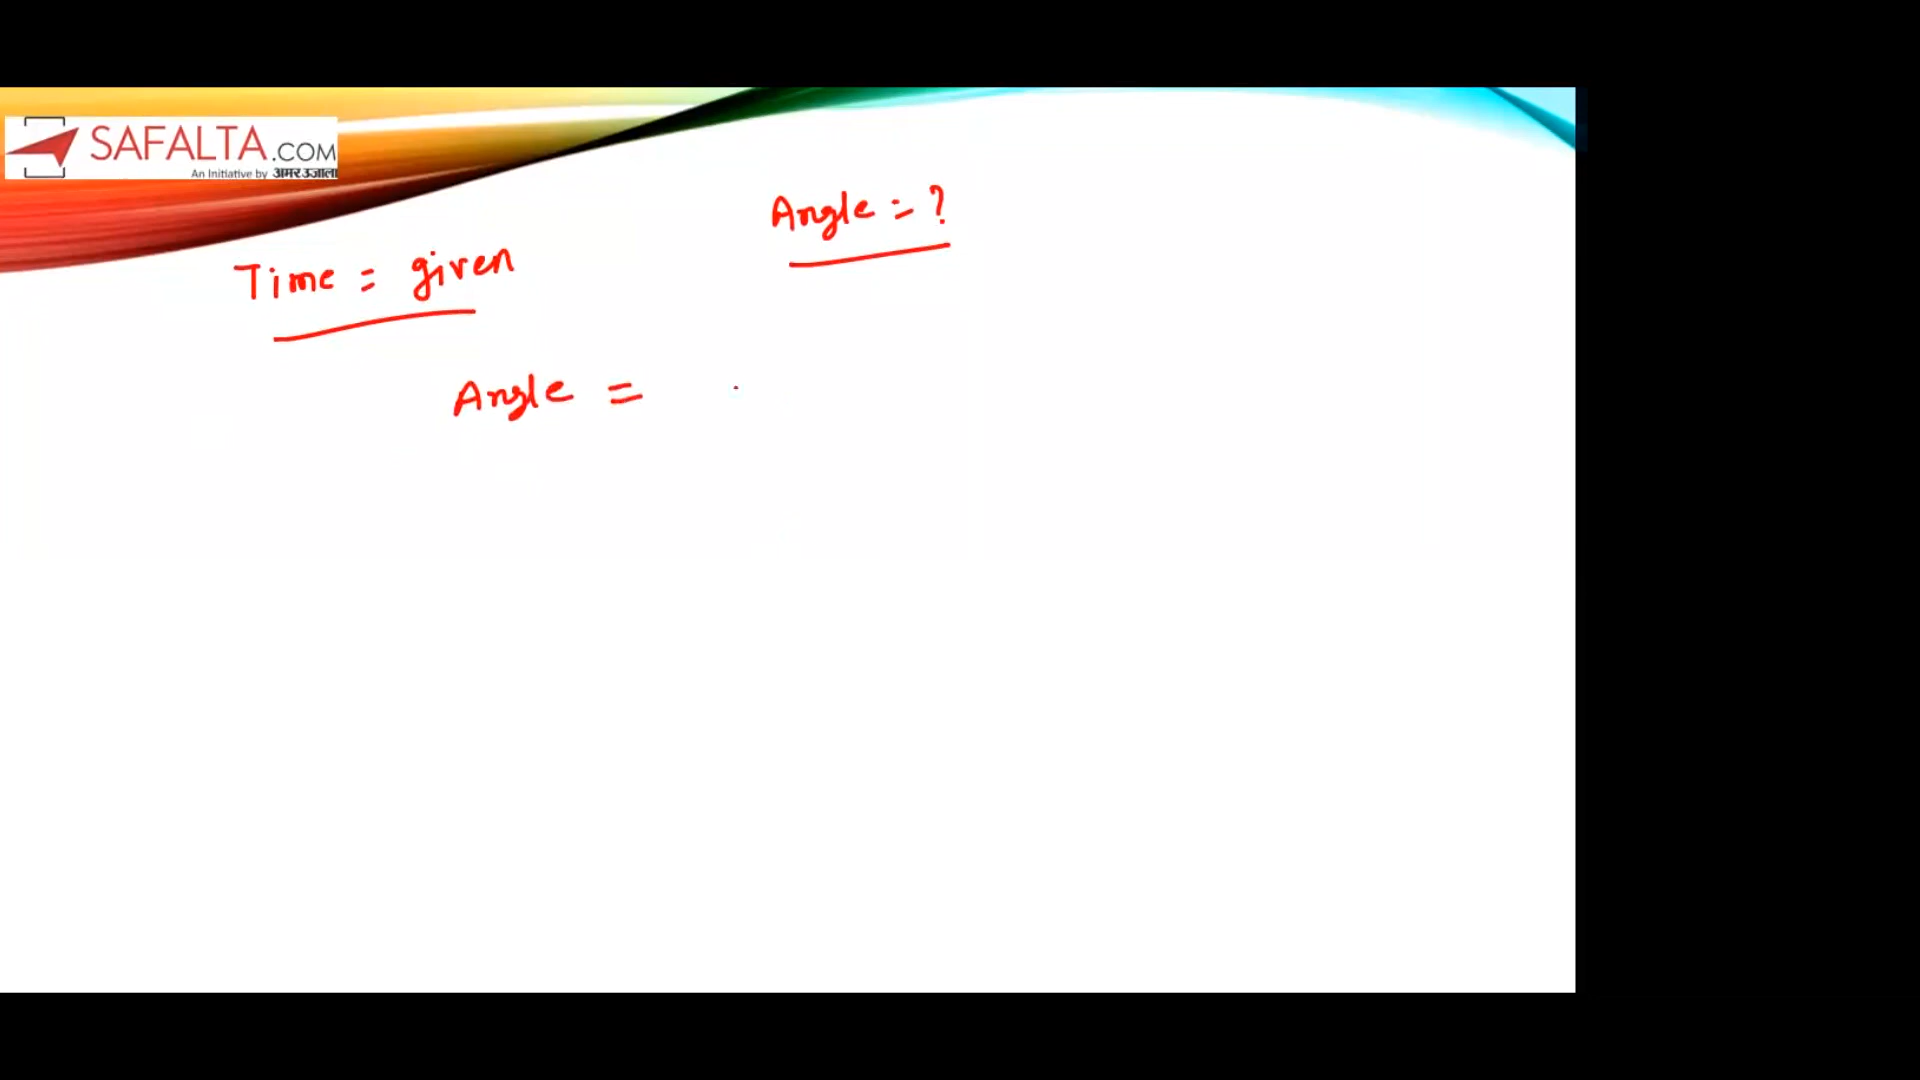 SAFALTA.COM
An Initiative by अमर उजाला
Angle = ?
Time = given
Angle =